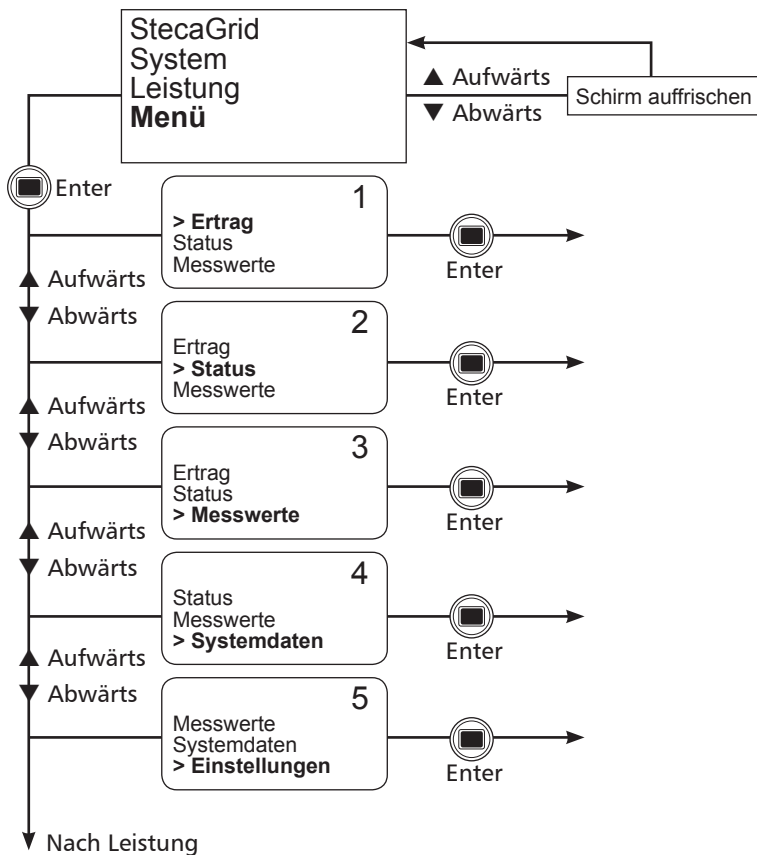 StecaGrid
System
Leistung
Menü
▲ Aufwärts
▼ Abwärts
Schirm auffrischen
Enter
1
> Ertrag
Status
Messwerte
Enter
▲ Aufwärts
▼ Abwärts
2
Ertrag
> Status
Messwerte
Enter
▲ Aufwärts
▼ Abwärts
3
Ertrag
Status
> Messwerte
Enter
▲ Aufwärts
▼ Abwärts
4
Status
Messwerte
> Systemdaten
Enter
▲ Aufwärts
▼ Abwärts
5
Messwerte
Systemdaten
> Einstellungen
Enter
Nach Leistung